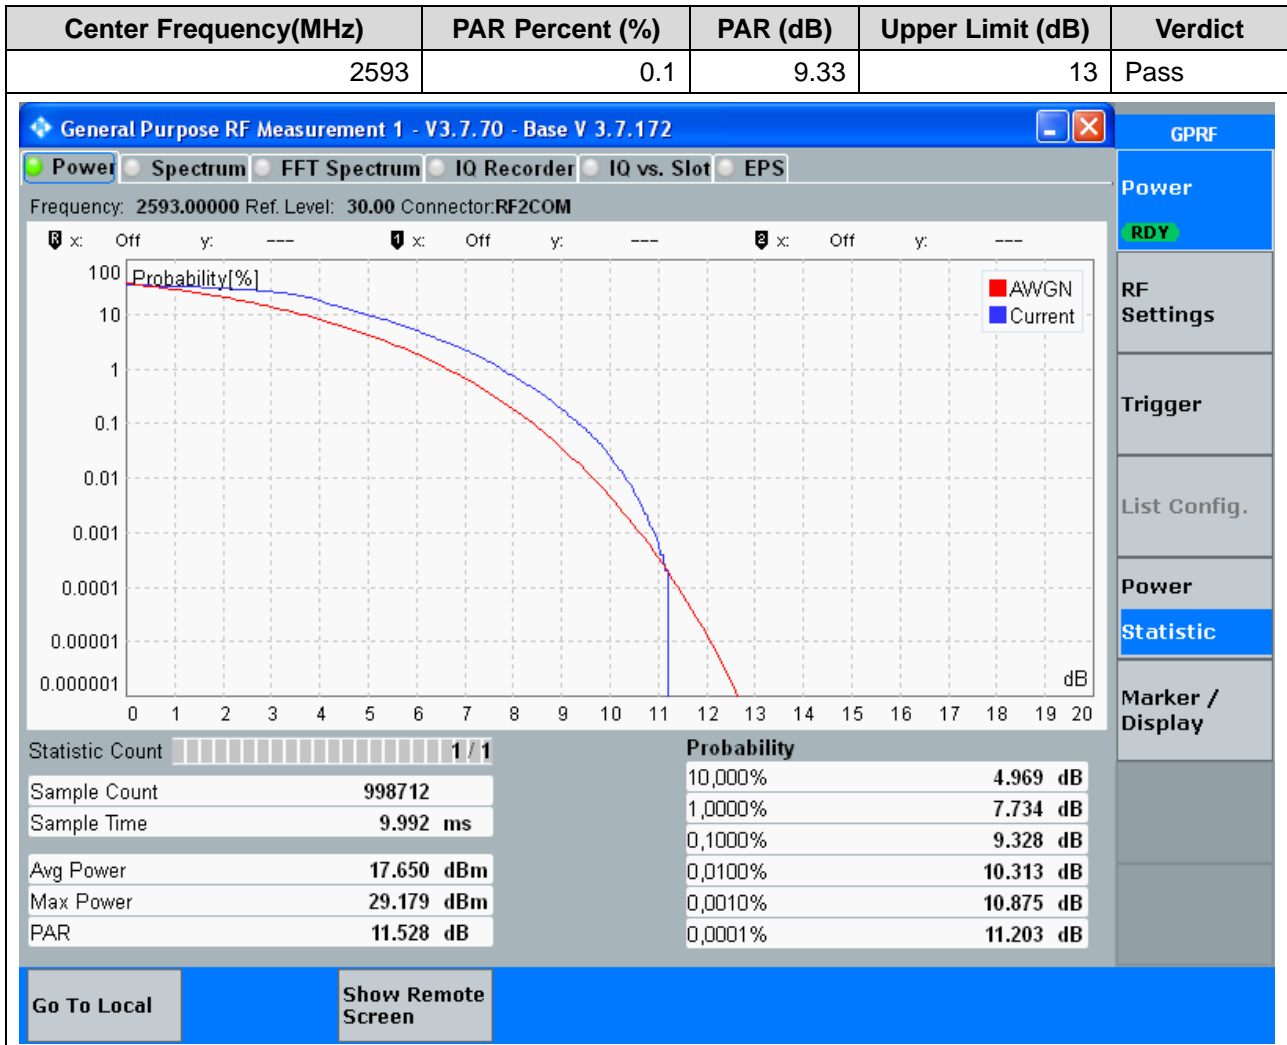 Center Frequency(MHz) PAR Percent (%) PAR (dB) Upper Limit (dB) Verdict
2593 0.1 9.33 13 Pass
General Purpose RF Measurement 1 - V3.7.70 - Base V 3.7.172
GPRF
Power Spectrum FFT Spectrum IQ Recorder IQ vs. Slot EPS
Power
RDY
Frequency: 2593.00000 Ref. Level: 30.00 Connector:RF2COM
R x: Off y: --- 1 x: Off y: --- 2 x: Off y: ---
Probability[%]
100
10
1
0.1
0.01
0.001
0.0001
0.00001
0.000001
AWGN
Current
dB
0 1 2 3 4 5 6 7 8 9 10 11 12 13 14 15 16 17 18 19 20
RF
Settings
Trigger
List Config.
Power
Statistic
Marker /
Display
Statistic Count 1 / 1
Sample Count 998712
Sample Time 9.992 ms
Avg Power 17.650 dBm
Max Power 29.179 dBm
PAR 11.528 dB
Probability
10,000% 4.969 dB
1,0000% 7.734 dB
0,1000% 9.328 dB
0,0100% 10.313 dB
0,0010% 10.875 dB
0,0001% 11.203 dB
Go To Local
Show Remote
Screen